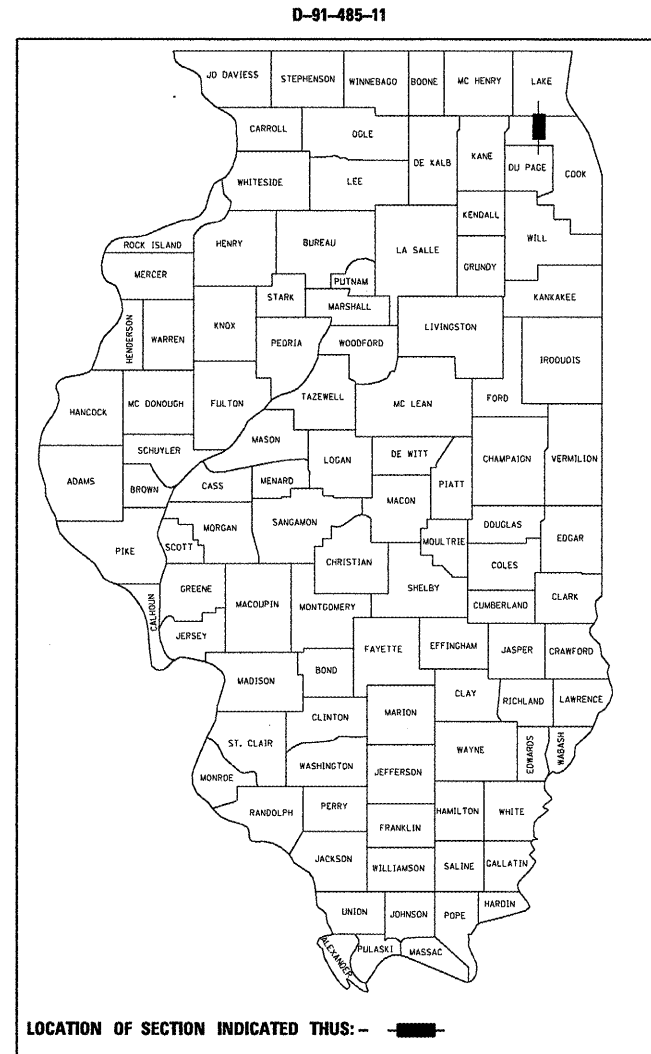 D-91-485-11
JO DAVIESS
STEPHENSON
WINNEBAGO
BOONE
MC HENRY
LAKE
CARROLL
OGLE
DE KALB
KANE
DU PAGE
COOK
WHITESIDE
LEE
KENDALL
WILL
ROCK ISLAND
HENRY
BUREAU
LA SALLE
GRUNDY
MERCER
PUTNAM
KANKAKEE
STARK
MARSHALL
HENDERSON
WARREN
KNOX
PEORIA
WOODFORD
LIVINGSTON
IROQUOIS
HANCOCK
MC DONOUGH
FULTON
TAZEWELL
MC LEAN
FORD
MASON
SCHUYLER
LOGAN
DE WITT
CHAMPAIGN
VERMILION
ADAMS
BROWN
CASS
MENARD
PIATT
MACON
MORGAN
SANGAMON
DOUGLAS
EDGAR
PIKE
SCOTT
CHRISTIAN
MOULTRIE
COLES
GREENE
MACOUPIN
MONTGOMERY
SHELBY
CUMBERLAND
CLARK
CALHOUN
JERSEY
FAYETTE
EFFINGHAM
JASPER
CRAWFORD
MADISON
BOND
CLAY
RICHLAND
LAWRENCE
CLINTON
MARION
ST. CLAIR
WAYNE
EDWARDS
WABASH
MONROE
WASHINGTON
JEFFERSON
RANDOLPH
PERRY
HAMILTON
WHITE
FRANKLIN
JACKSON
WILLIAMSON
SALINE
GALLATIN
HARDIN
UNION
JOHNSON
POPE
ALEXANDER
PULASKI
MASSAC
LOCATION OF SECTION INDICATED THUS: -